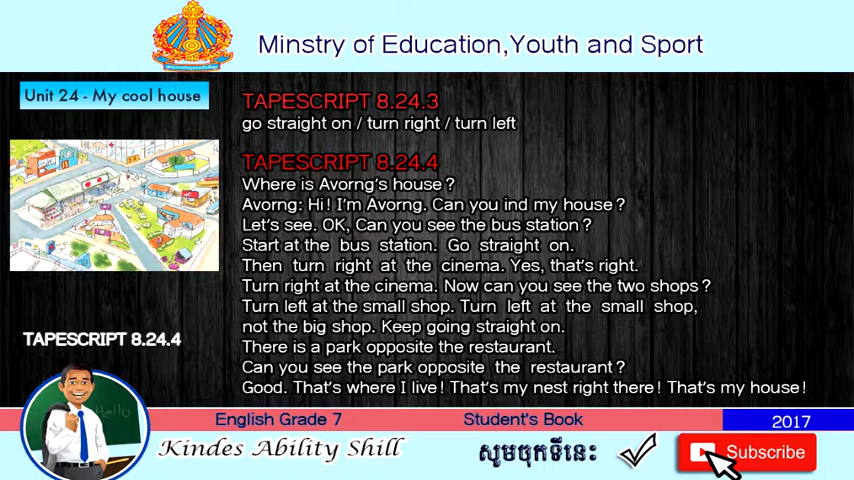 Minstry of Education,Youth and Sport
Unit 24 - My cool house
TAPESCRIPT 8.24.3
go straight on / turn right / turn left
TAPESCRIPT 8.24.4
Where is Avorng's house ?
Avorng: Hi! I'm Avorng. Can you ind my house ?
Let's see. OK, Can you see the bus station ?
Start at the bus station. Go straight on.
Then turn right at the cinema. Yes, that's right.
Turn right at the cinema. Now can you see the two shops ?
Turn left at the small shop. Turn left at the small shop,
not the big shop. Keep going straight on.
There is a park opposite the restaurant.
Can you see the park opposite the restaurant ?
Good. That's where I live ! That's my nest right there ! That's my house !
TAPESCRIPT 8.24.4
Hello
English Grade 7
Student's Book
2017
Kindes Ability Shill
សូមចុកទីនេះ
Subscribe